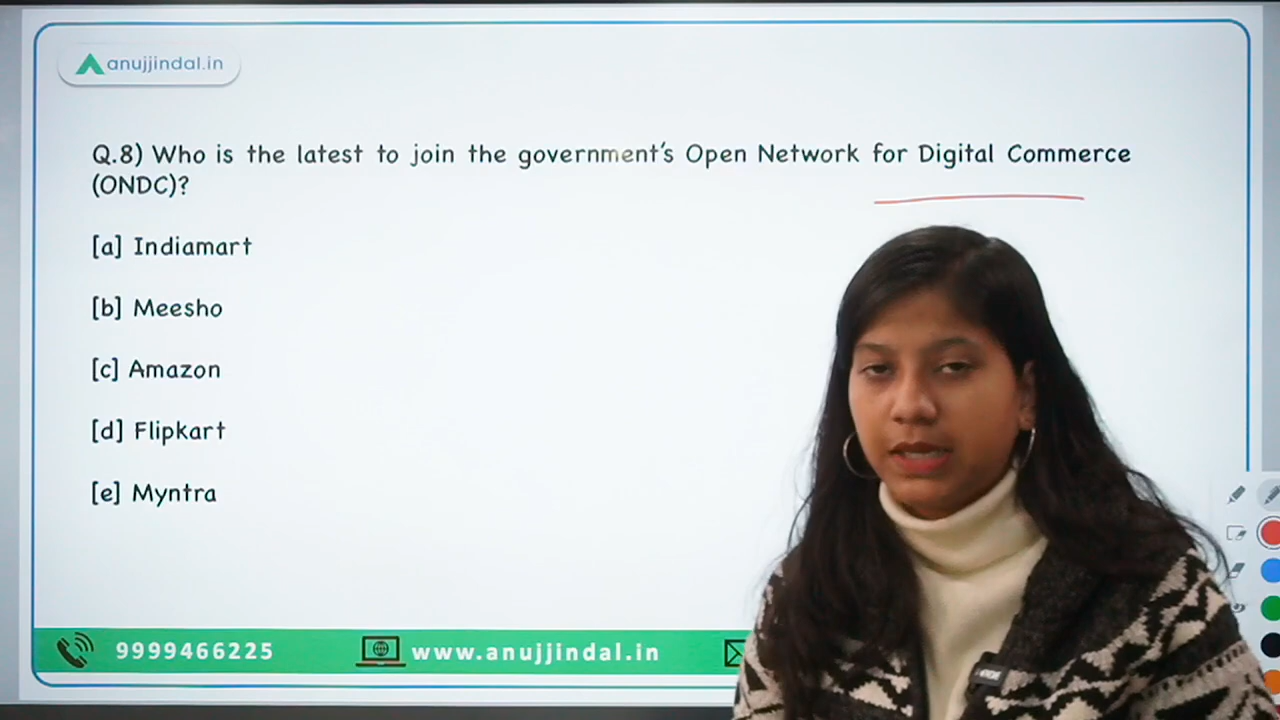 anujjindal.in
Q.8) Who is the latest to join the government's Open Network for Digital Commerce
(ONDC)?
[a] Indiamart
[b] Meesho
[c] Amazon
[d] Flipkart
[e] Myntra
9999466225
www.anujjindal.in